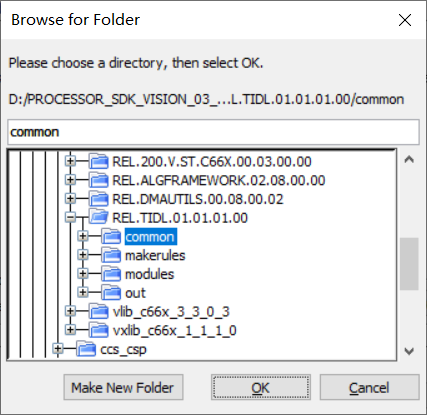 Browse for Folder
Please choose a directory, then select OK.
D:/PROCESSOR_SDK_VISION_03_...L.TIDL.01.01.01.00/common
common
REL.200.V.ST.C66X.00.03.00.00
REL.ALGFRAMEWORK.02.08.00.00
REL.DMAUTILS.00.08.00.02
REL.TIDL.01.01.01.00
common
makerules
modules
out
vlib_c66x_3_3_0_3
vxlib_c66x_1_1_1_0
ccs_csp
Make New Folder OK Cancel